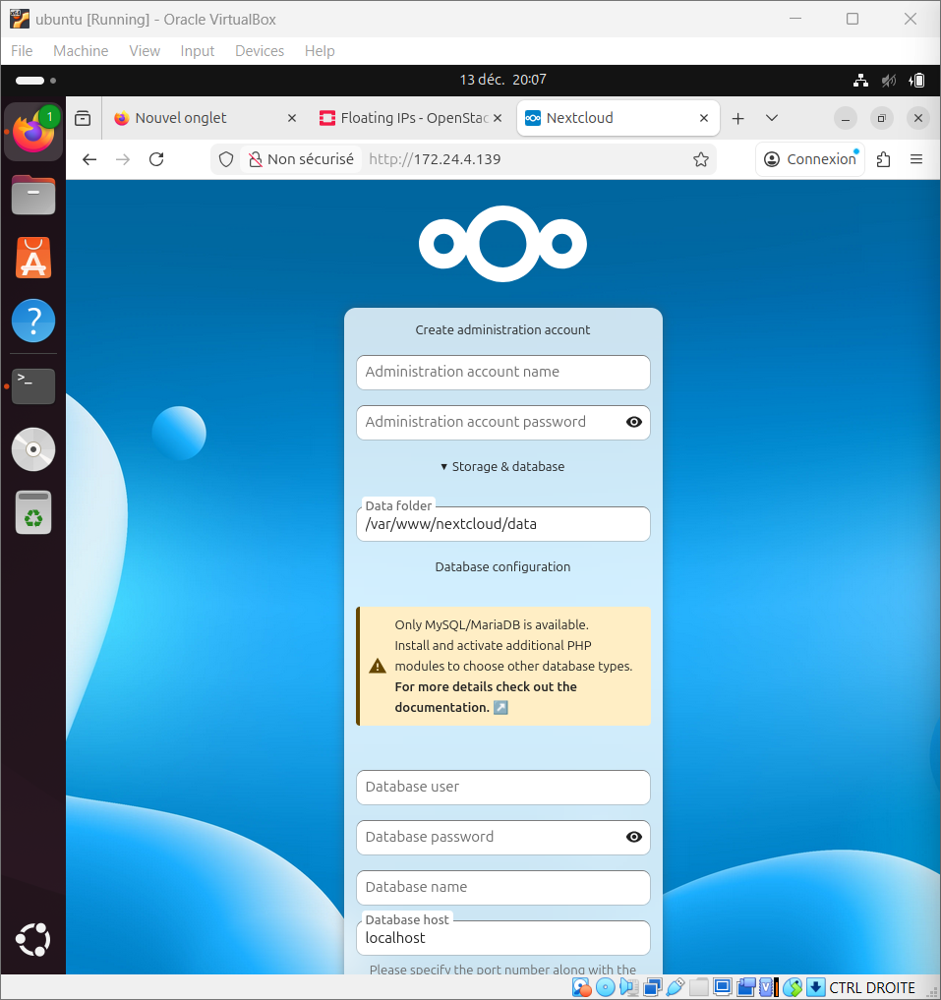 ubuntu [Running] - Oracle VirtualBox
File Machine View Input Devices Help
13 déc. 20:07
1
Nouvel onglet
Floating IPs - OpenStac
Nextcloud
Non sécurisé
http://172.24.4.139
Connexion
Create administration account
Administration account name
Administration account password
▼ Storage & database
Data folder
/var/www/nextcloud/data
Database configuration
Only MySQL/MariaDB is available.
Install and activate additional PHP
modules to choose other database types.
For more details check out the
documentation. ↗
Database user
Database password
Database name
Database host
localhost
Please specify the port number along with the
CTRL DROITE